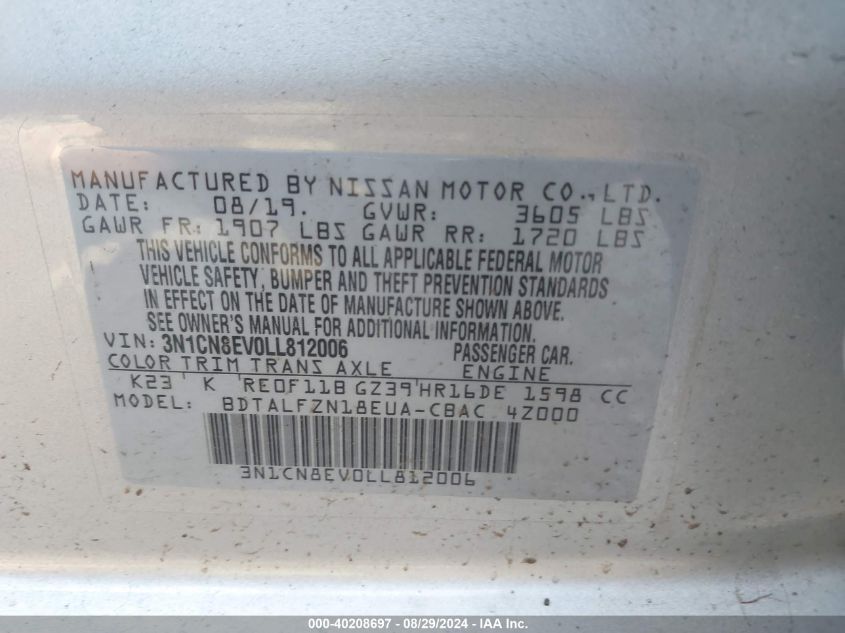 MANUFACTURED BY NISSAN MOTOR CO., LTD.
DATE: 08/19. GVWR: 3605 LBS
GAWR FR: 1907 LBS GAWR RR: 1720 LBS
THIS VEHICLE CONFORMS TO ALL APPLICABLE FEDERAL MOTOR
VEHICLE SAFETY, BUMPER AND THEFT PREVENTION STANDARDS
IN EFFECT ON THE DATE OF MANUFACTURE SHOWN ABOVE.
SEE OWNER'S MANUAL FOR ADDITIONAL INFORMATION.
VIN: 3N1CN8EV0LL812006 PASSENGER CAR.
COLOR TRIM TRANS AXLE ENGINE
K23 K RE0F11B GZ39 HR16DE 1598 CC
MODEL: BDTALFZN18EUA-CBAC 4Z000
3N1CN8EV0LL812006
000-40208697 - 08/29/2024 - IAA Inc.